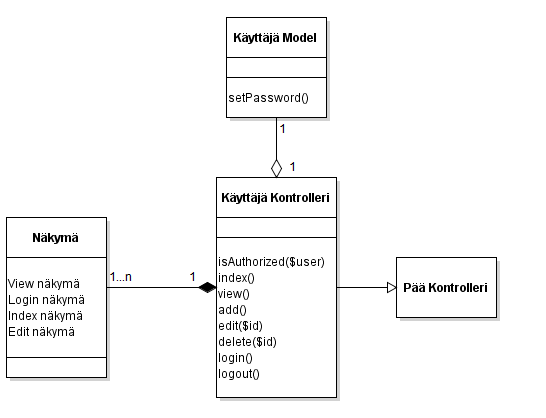 Käyttäjä Model
setPassword()
1
1
Käyttäjä Kontrolleri
isAuthorized($user)
index()
view()
add()
edit($id)
delete($id)
login()
logout()
Näkymä
View näkymä
Login näkymä
Index näkymä
Edit näkymä
1...n
1
Pää Kontrolleri